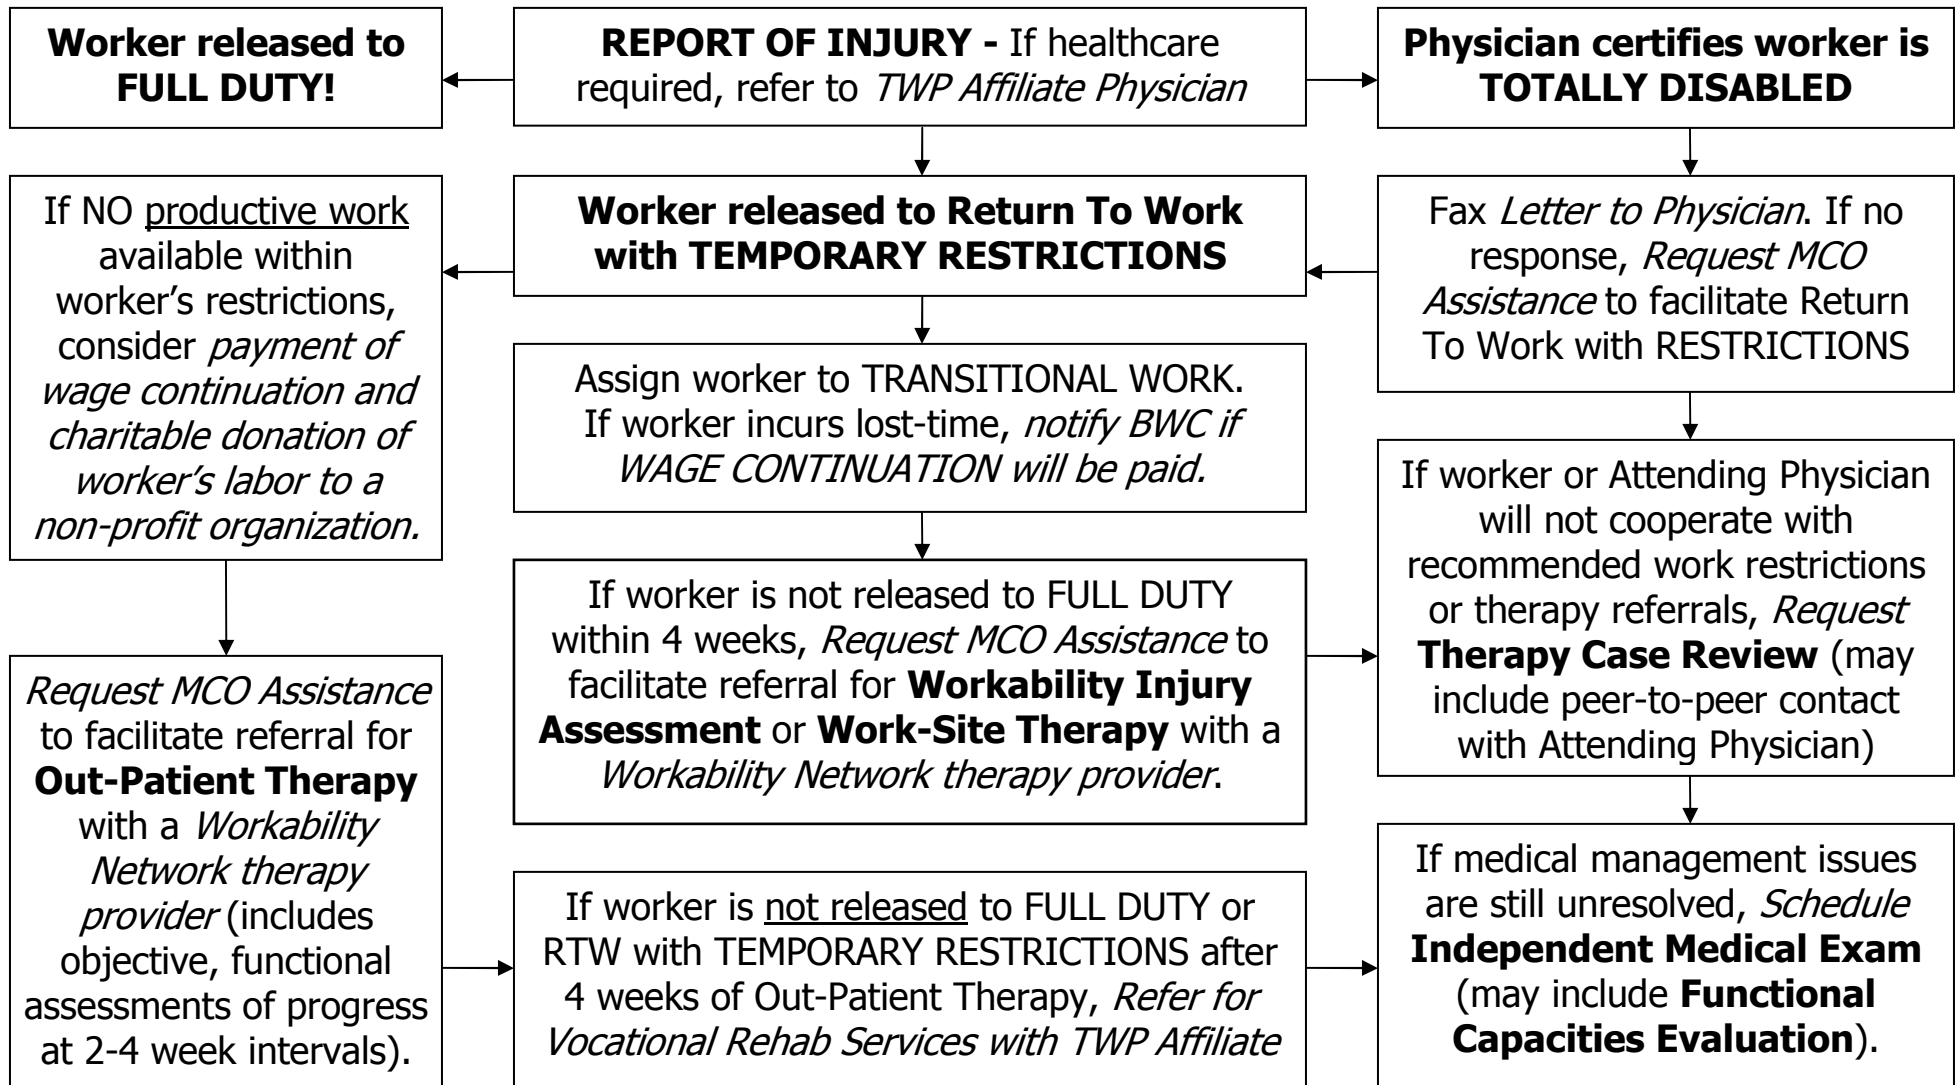 Worker released to
FULL DUTY!
REPORT OF INJURY - If healthcare
required, refer to TWP Affiliate Physician
Physician certifies worker is
TOTALLY DISABLED
If NO productive work
available within
worker’s restrictions,
consider payment of
wage continuation and
charitable donation of
worker’s labor to a
non-profit organization.
Worker released to Return To Work
with TEMPORARY RESTRICTIONS
Fax Letter to Physician. If no
response, Request MCO
Assistance to facilitate Return
To Work with RESTRICTIONS
Assign worker to TRANSITIONAL WORK.
If worker incurs lost-time, notify BWC if
WAGE CONTINUATION will be paid.
If worker or Attending Physician
will not cooperate with
recommended work restrictions
or therapy referrals, Request
Therapy Case Review (may
include peer-to-peer contact
with Attending Physician)
If worker is not released to FULL DUTY
within 4 weeks, Request MCO Assistance to
facilitate referral for Workability Injury
Assessment or Work-Site Therapy with a
Workability Network therapy provider.
Request MCO Assistance
to facilitate referral for
Out-Patient Therapy
with a Workability
Network therapy
provider (includes
objective, functional
assessments of progress
at 2-4 week intervals).
If worker is not released to FULL DUTY or
RTW with TEMPORARY RESTRICTIONS after
4 weeks of Out-Patient Therapy, Refer for
Vocational Rehab Services with TWP Affiliate
If medical management issues
are still unresolved, Schedule
Independent Medical Exam
(may include Functional
Capacities Evaluation).